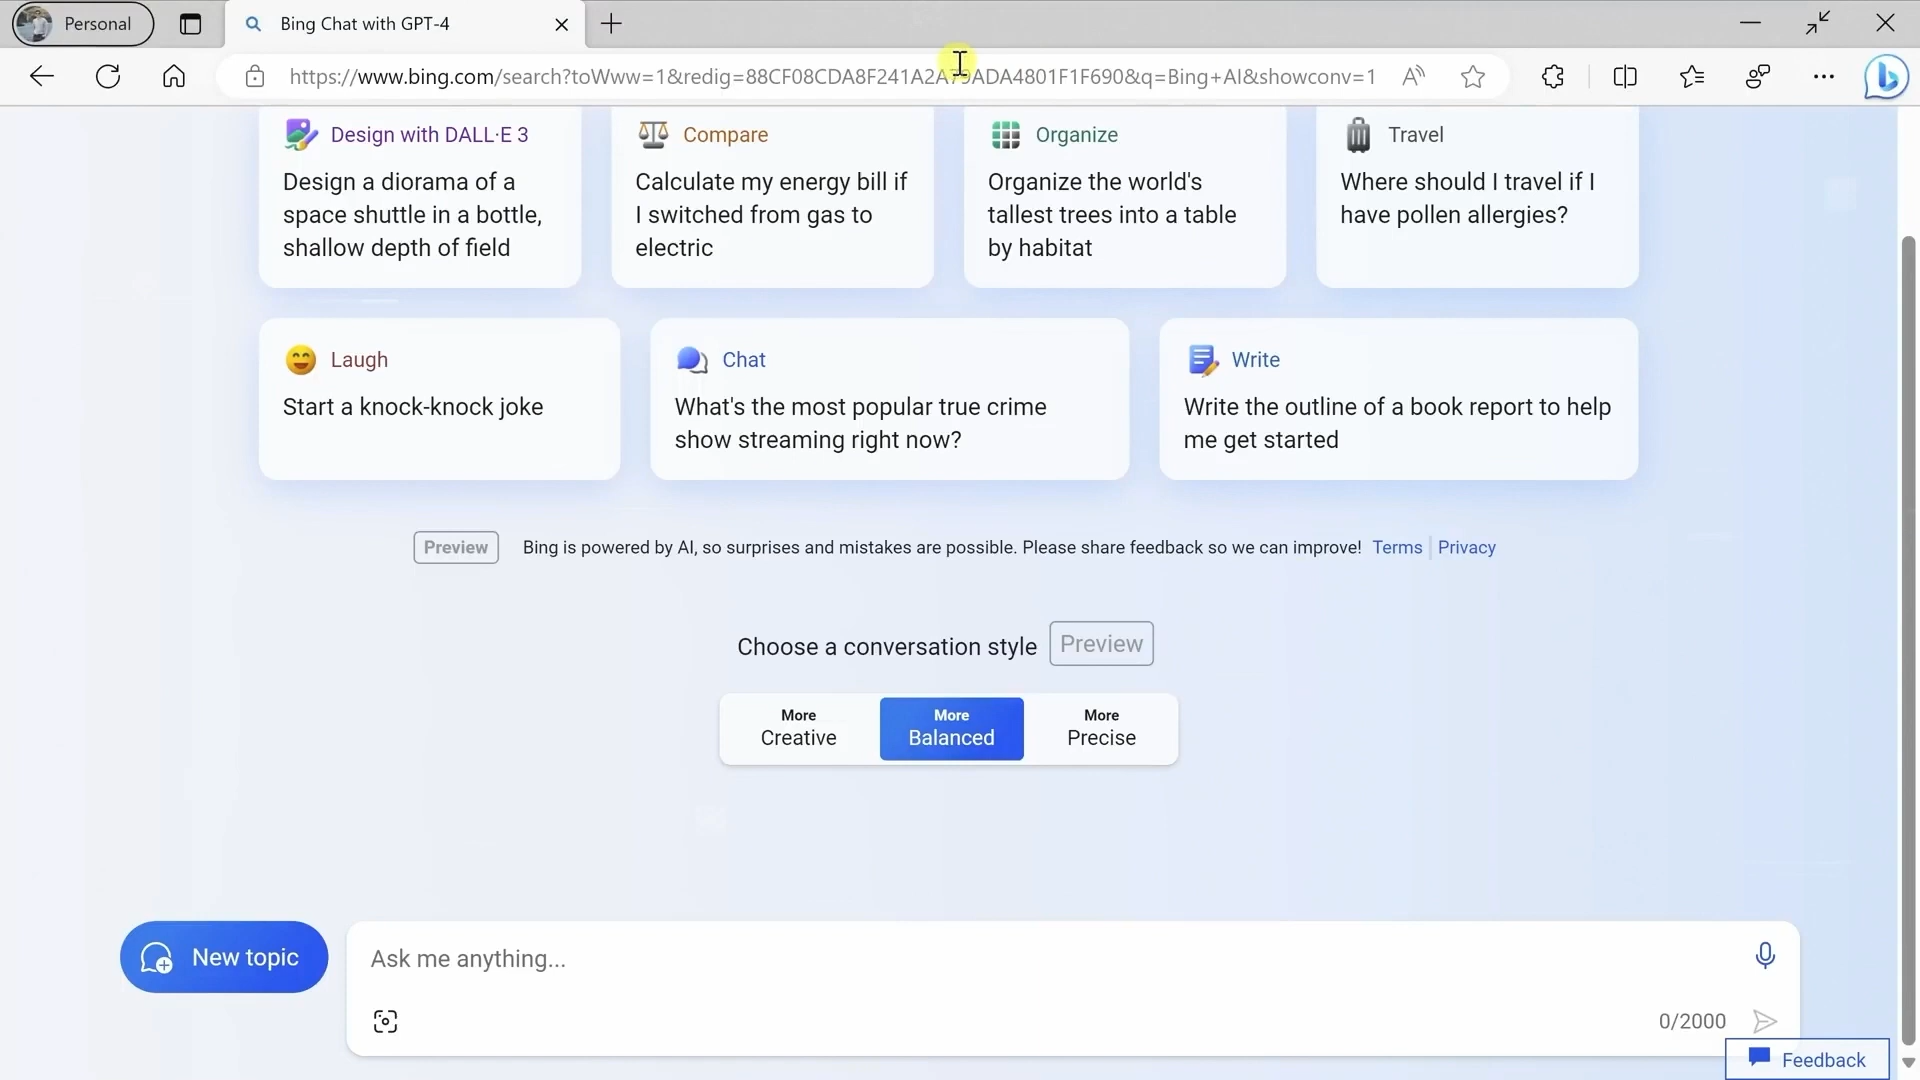 Personal
Bing Chat with GPT-4
https://www.bing.com/search?toWww=1&redig=88CF08CDA8F241A2A79ADA4801F1F690&q=Bing+AI&showconv=1
Design with DALL·E 3
Design a diorama of a
space shuttle in a bottle,
shallow depth of field
Compare
Calculate my energy bill if
I switched from gas to
electric
Organize
Organize the world's
tallest trees into a table
by habitat
Travel
Where should I travel if I
have pollen allergies?
Laugh
Start a knock-knock joke
Chat
What's the most popular true crime
show streaming right now?
Write
Write the outline of a book report to help
me get started
Preview
Bing is powered by AI, so surprises and mistakes are possible. Please share feedback so we can improve! Terms | Privacy
Choose a conversation style Preview
More
Creative
More
Balanced
More
Precise
New topic
Ask me anything...
0/2000
Feedback